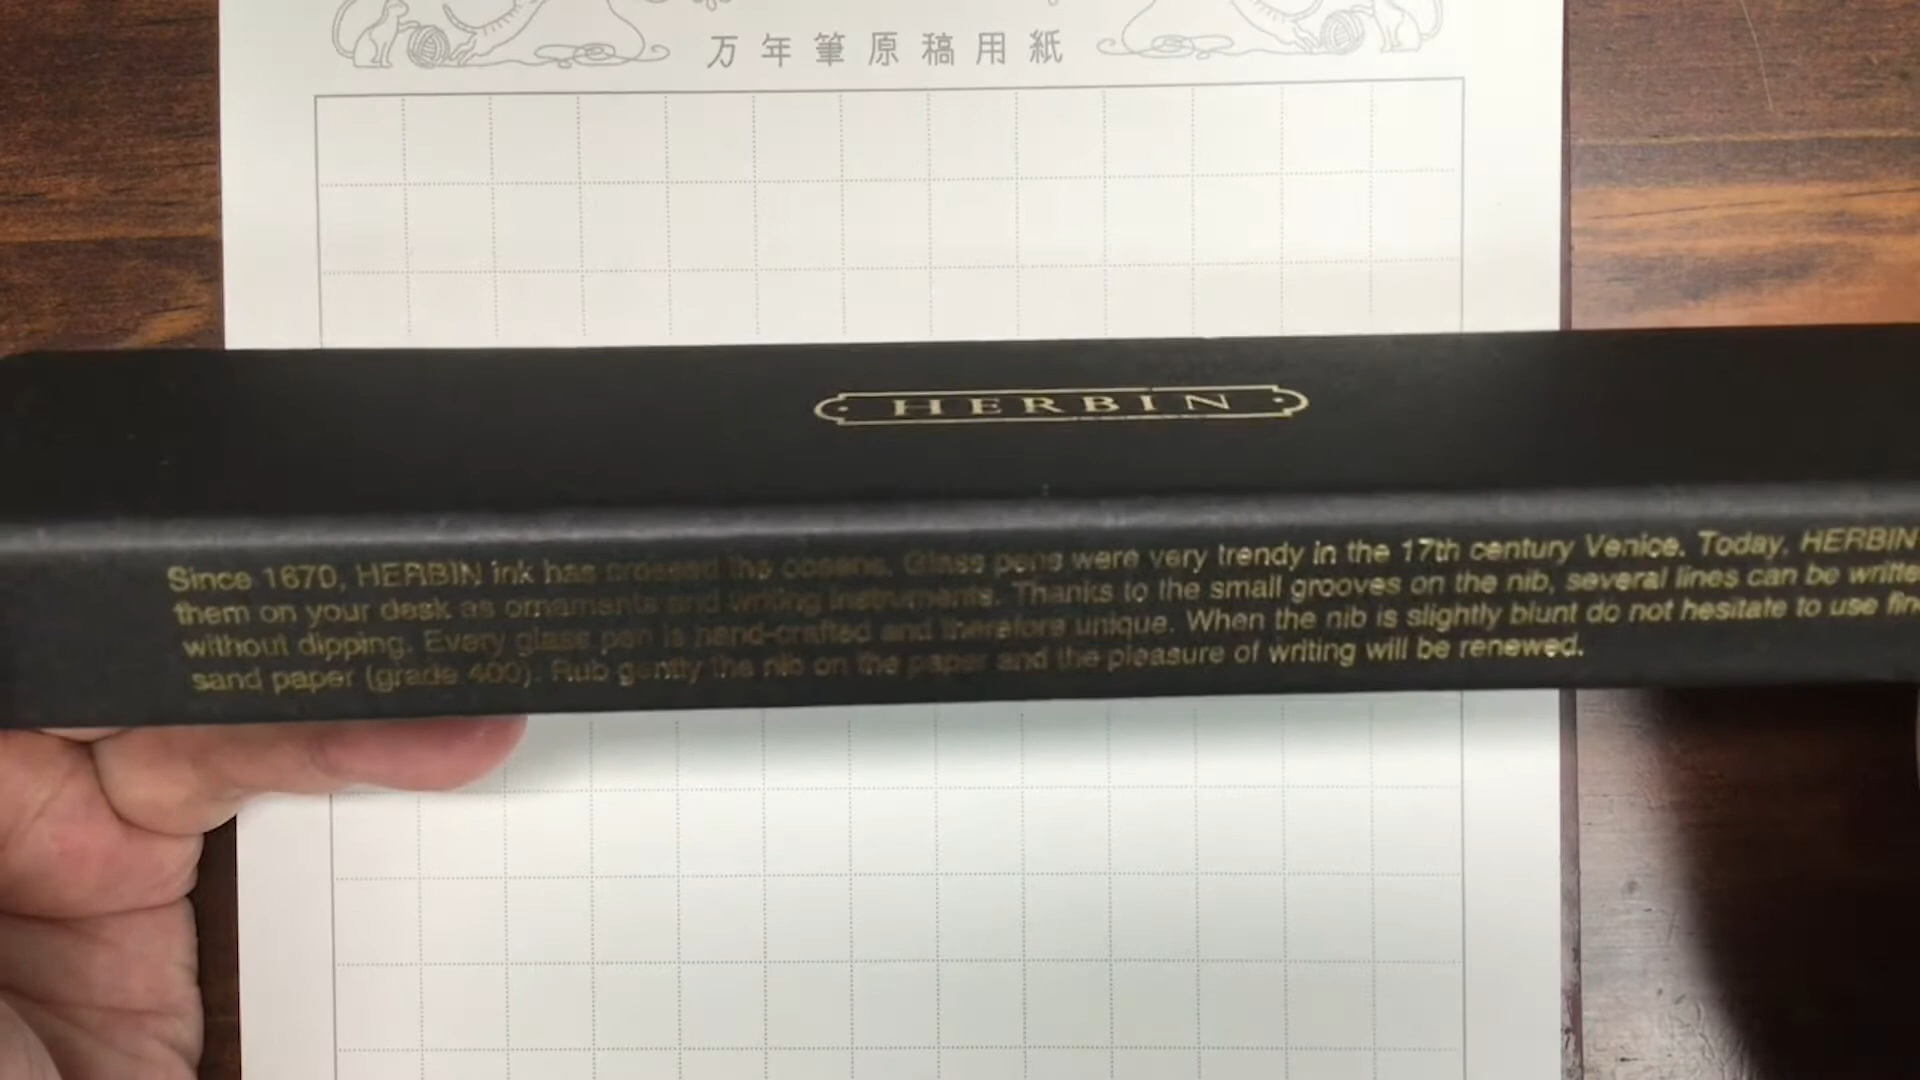 万年筆原稿用紙
HERBIN
Since 1670, HERBIN ink has crossed the oceans. Glass pens were very trendy in the 17th century Venice. Today, HERBIN
them on your desk as ornaments and writing instruments. Thanks to the small grooves on the nib, several lines can be
without dipping. Every glass pen is hand-crafted and therefore unique. When the nib is slightly blunt do not hesitate to use
sand paper (grade 400). Rub gently the nib on the paper and the pleasure of writing will be renewed.